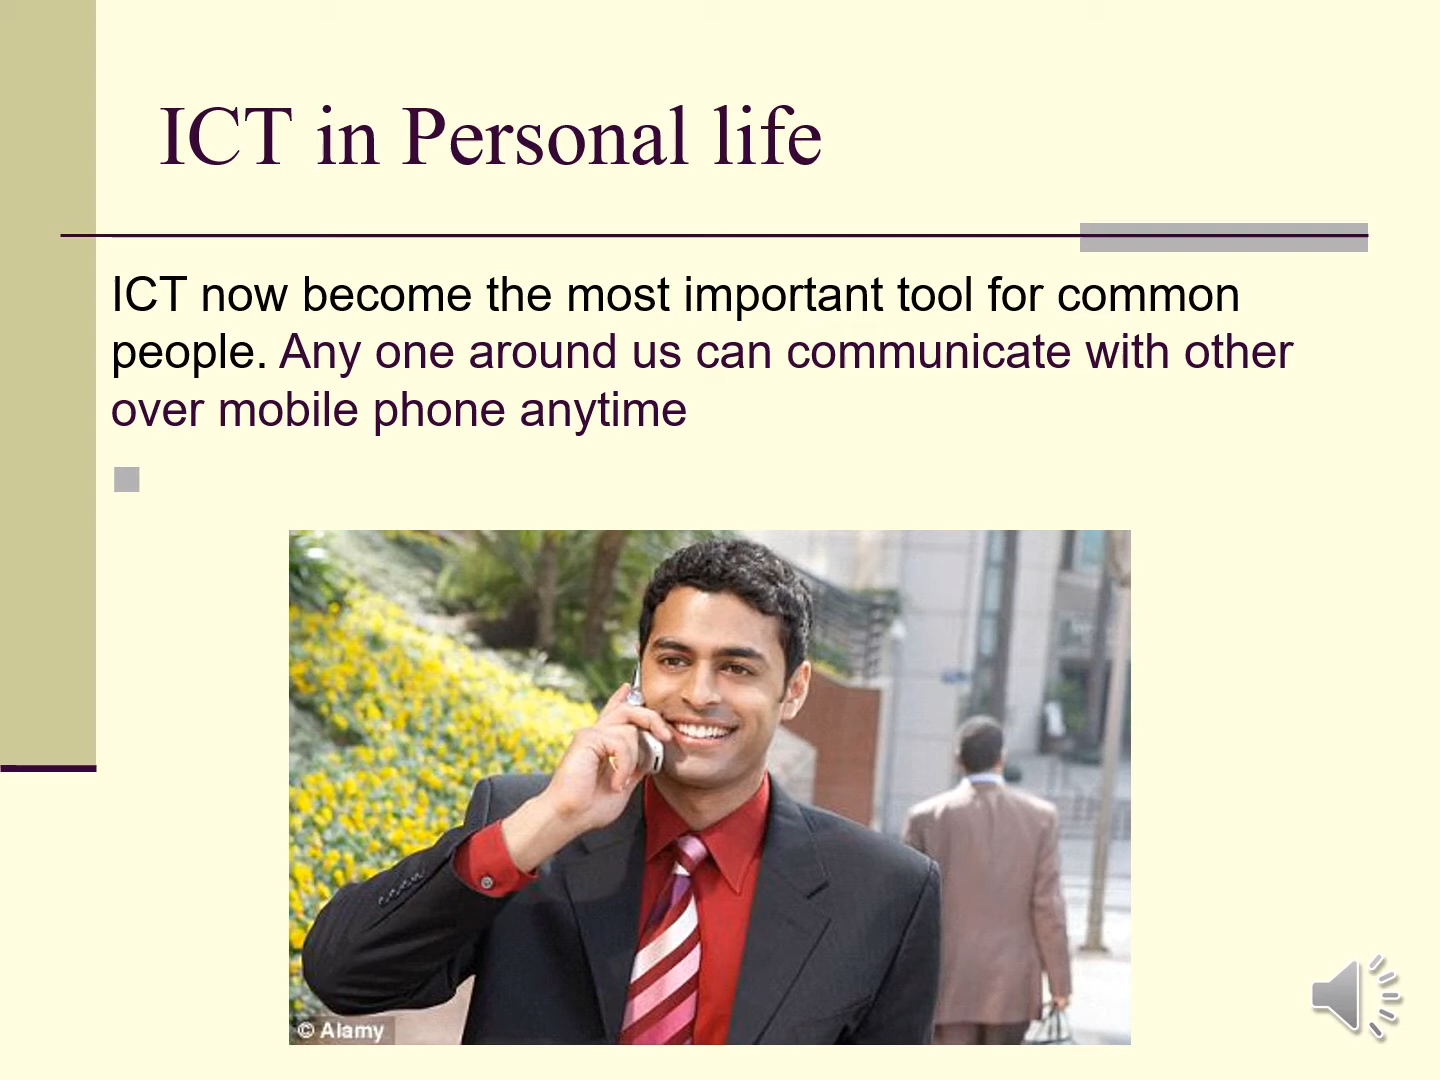 ICT in Personal life
ICT now become the most important tool for common
people. Any one around us can communicate with other
over mobile phone anytime
© Alamy